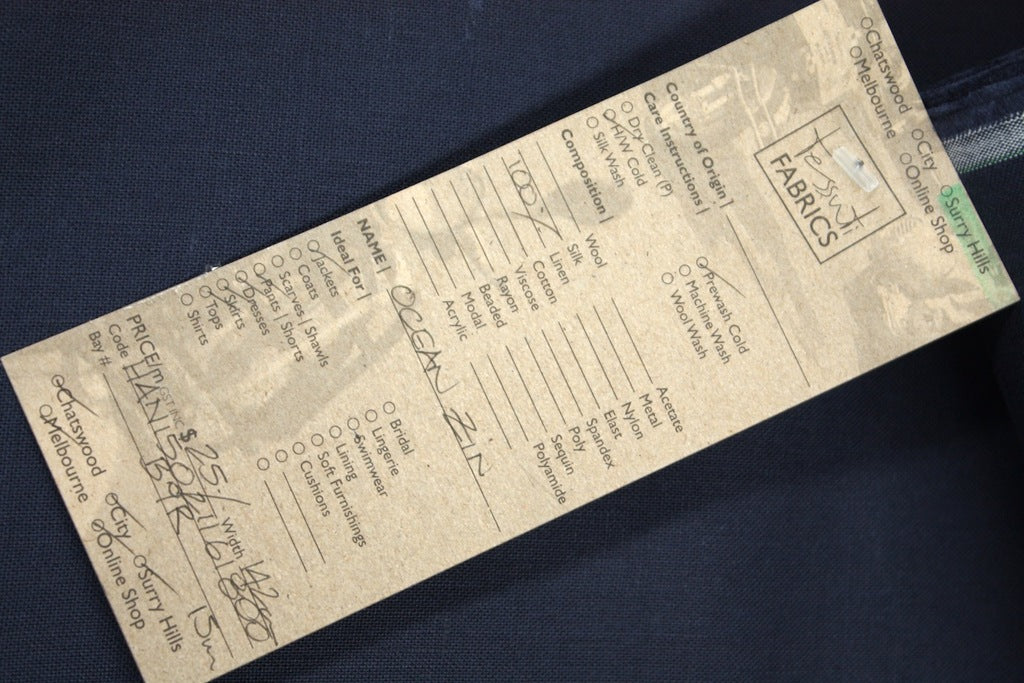 Chatswood City Surry Hills
Melbourne Online Shop
tessuti
FABRICS
Country of Origin |
Care Instructions |
Dry Clean (P) Prewash Cold
H/W Cold Machine Wash
Silk Wash Wool Wash
Composition |
Wool Acetate
Silk Metal
100% Linen Nylon
Cotton Elast
Viscose Spandex
Rayon Poly
Beaded Sequin
Modal Polyamide
Acrylic
NAME | OCEAN ZIN
Ideal For |
Jackets Bridal
Coats Lingerie
Scarves | Shawls Swimwear
Pants | Shorts Lining
Dresses Soft Furnishings
Skirts Cushions
Tops
Shirts
PRICE/m GST INC $25/ Width 142
Code
Bay # 15m
Chatswood City Surry Hills
Melbourne Online Shop